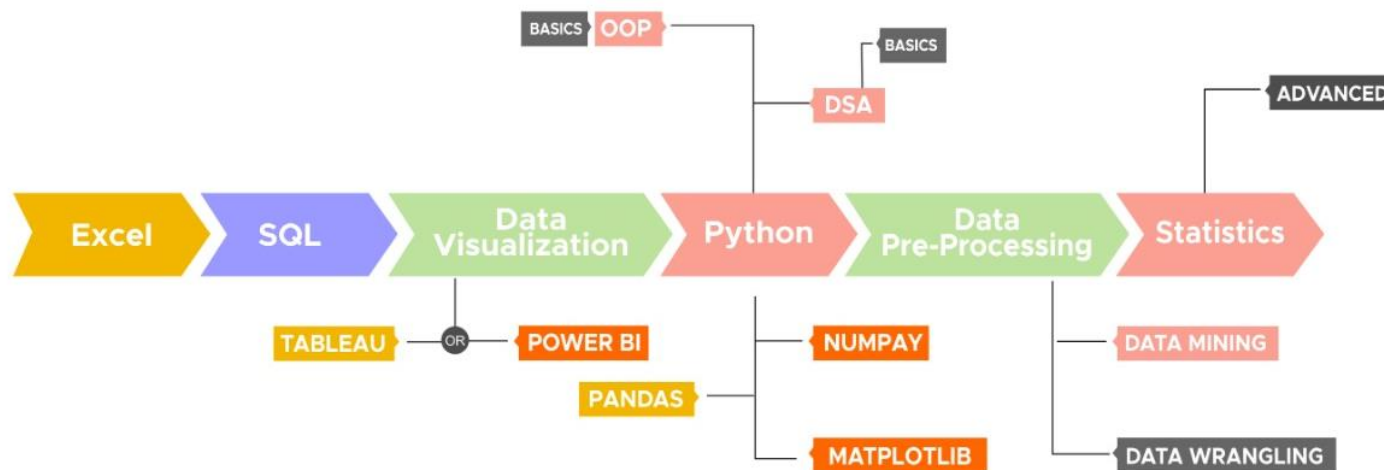 BASICS OOP
BASICS
DSA
ADVANCED
Excel
SQL
Data
Visualization
Python
Data
Pre-Processing
Statistics
TABLEAU
OR
POWER BI
NUMPAY
DATA MINING
PANDAS
MATPLOTLIB
DATA WRANGLING